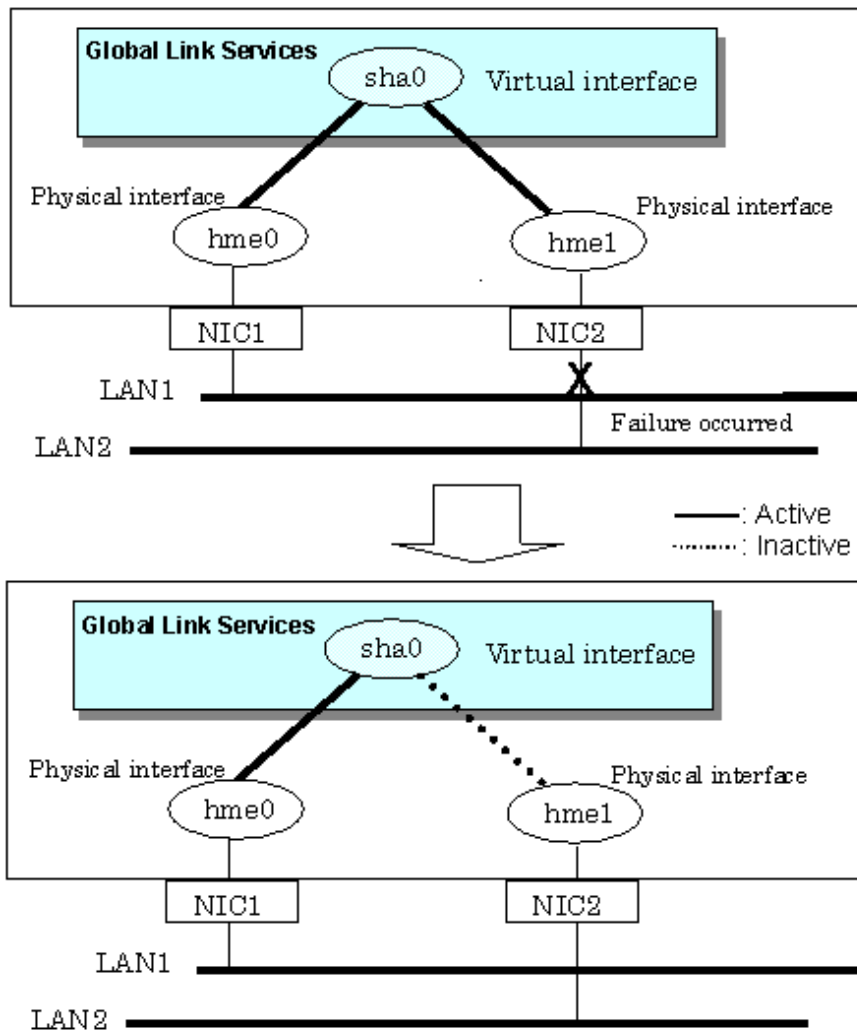 Global Link Services
sha0
Virtual interface
Physical interface
Physical interface
hme0
hme1
NIC1
NIC2
X
LAN1
Failure occurred
LAN2
: Active
: Inactive
Global Link Services
sha0
Virtual interface
Physical interface
Physical interface
hme0
hme1
NIC1
NIC2
LAN1
LAN2